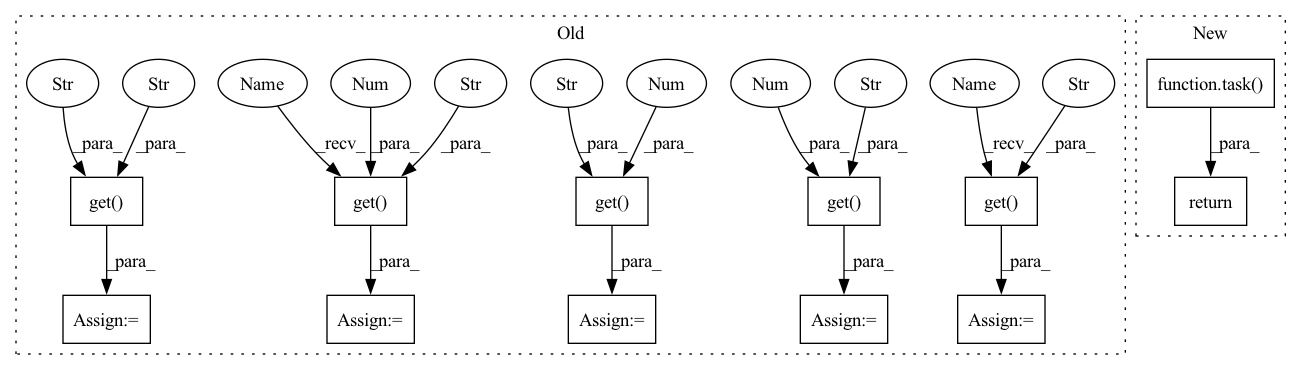 Old New
Str Str Name Num Str Str Num Num Str Name Str function.task()
_para_ _para_ _recv_ _para_ _para_ _para_ _para_ _para_ _para_ _recv_ _para_ _para_
get() get() get() get() get() return
_para_ _para_ _para_ _para_ _para_
Assign:= Assign:= Assign:= Assign:= Assign:=